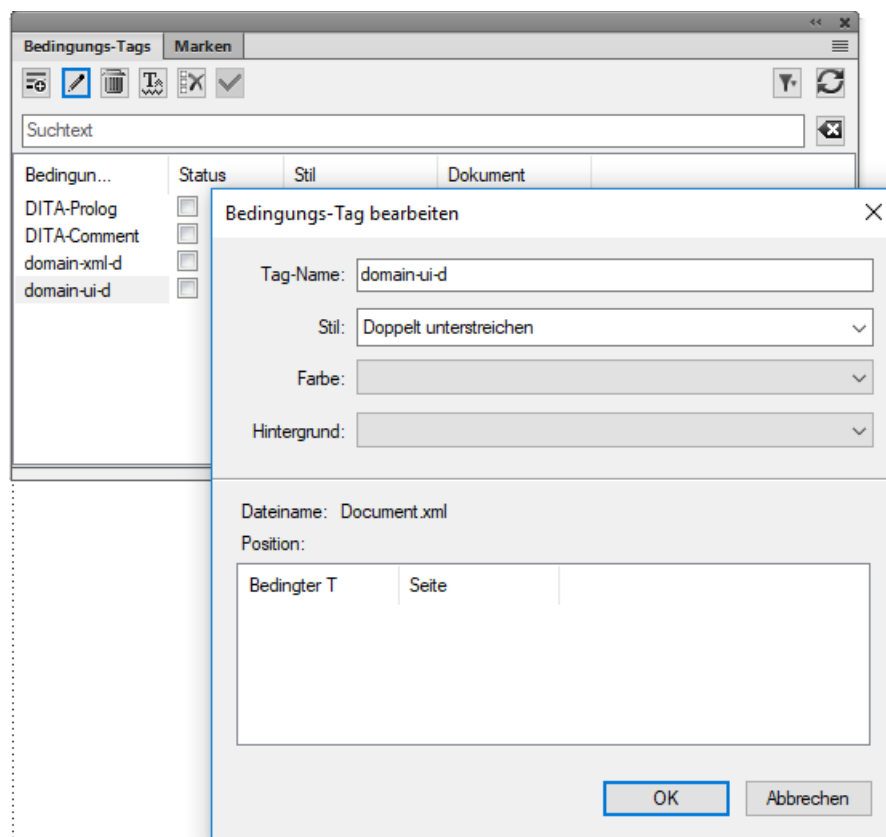 Bedingungs-Tags Marken
Suchtext
Bedingun... Status Stil Dokument
DITA-Prolog
DITA-Comment
domain-xml-d
domain-ui-d
Bedingungs-Tag bearbeiten
Tag-Name: domain-ui-d
Stil: Doppelt unterstreichen
Farbe:
Hintergrund:
Dateiname: Document.xml
Position:
Bedingter T Seite
OK Abbrechen